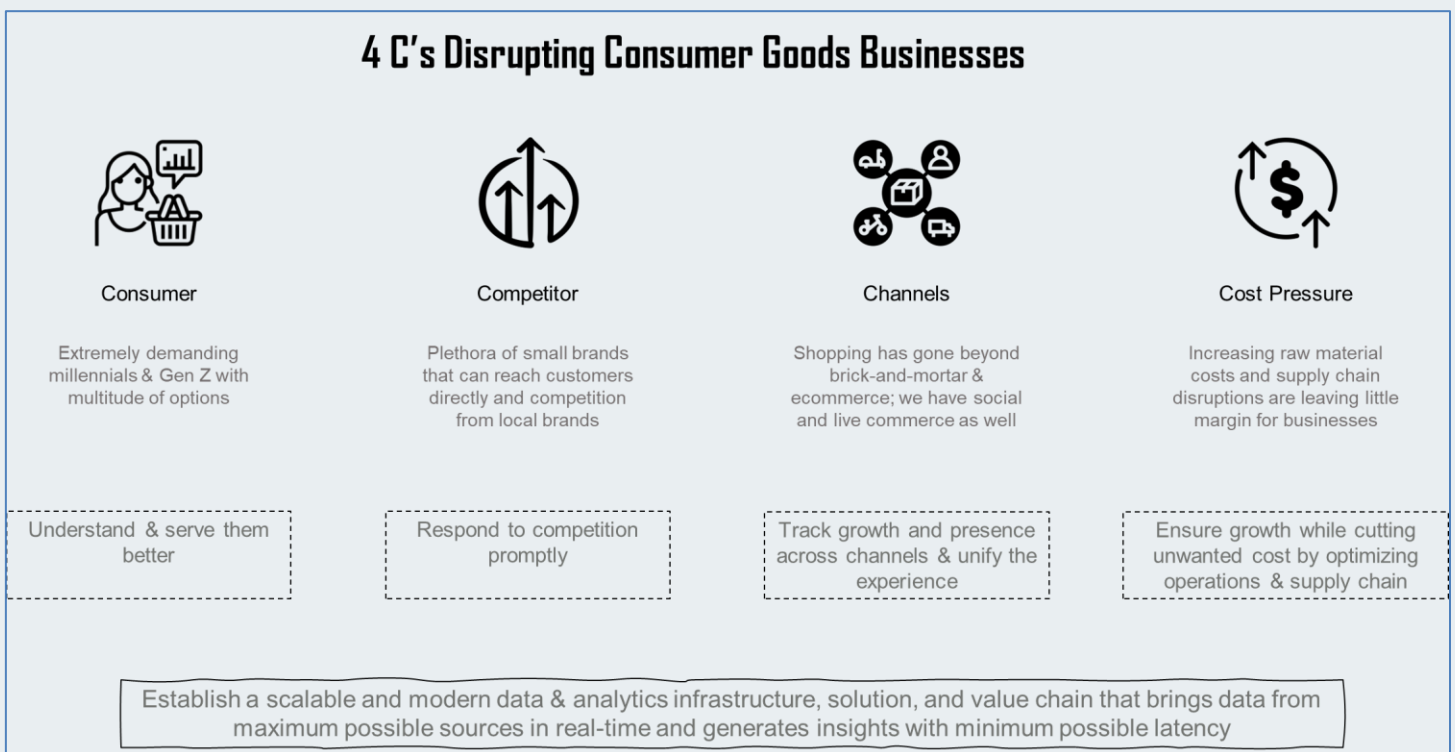 4 C's Disrupting Consumer Goods Businesses
Consumer
Competitor
Channels
Cost Pressure
Extremely demanding
millennials & Gen Z with
multitude of options
Plethora of small brands
that can reach customers
directly and competition
from local brands
Shopping has gone beyond
brick-and-mortar &
ecommerce; we have social
and live commerce as well
Increasing raw material
costs and supply chain
disruptions are leaving little
margin for businesses
Understand & serve them
better
Respond to competition
promptly
Track growth and presence
across channels & unify the
experience
Ensure growth while cutting
unwanted cost by optimizing
operations & supply chain
Establish a scalable and modern data & analytics infrastructure, solution, and value chain that brings data from
maximum possible sources in real-time and generates insights with minimum possible latency